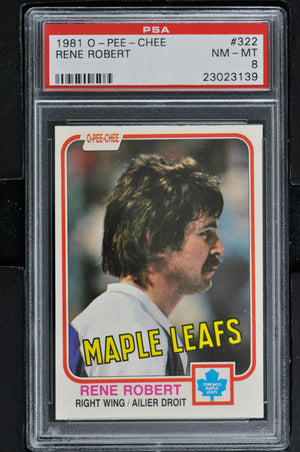 PSA
1981 O-PEE-CHEE #322
RENE ROBERT NM-MT
8
23023139
O-PEE-CHEE
MAPLE LEAFS
RENE ROBERT
RIGHT WING / AILIER DROIT
TORONTO
MAPLE
LEAFS